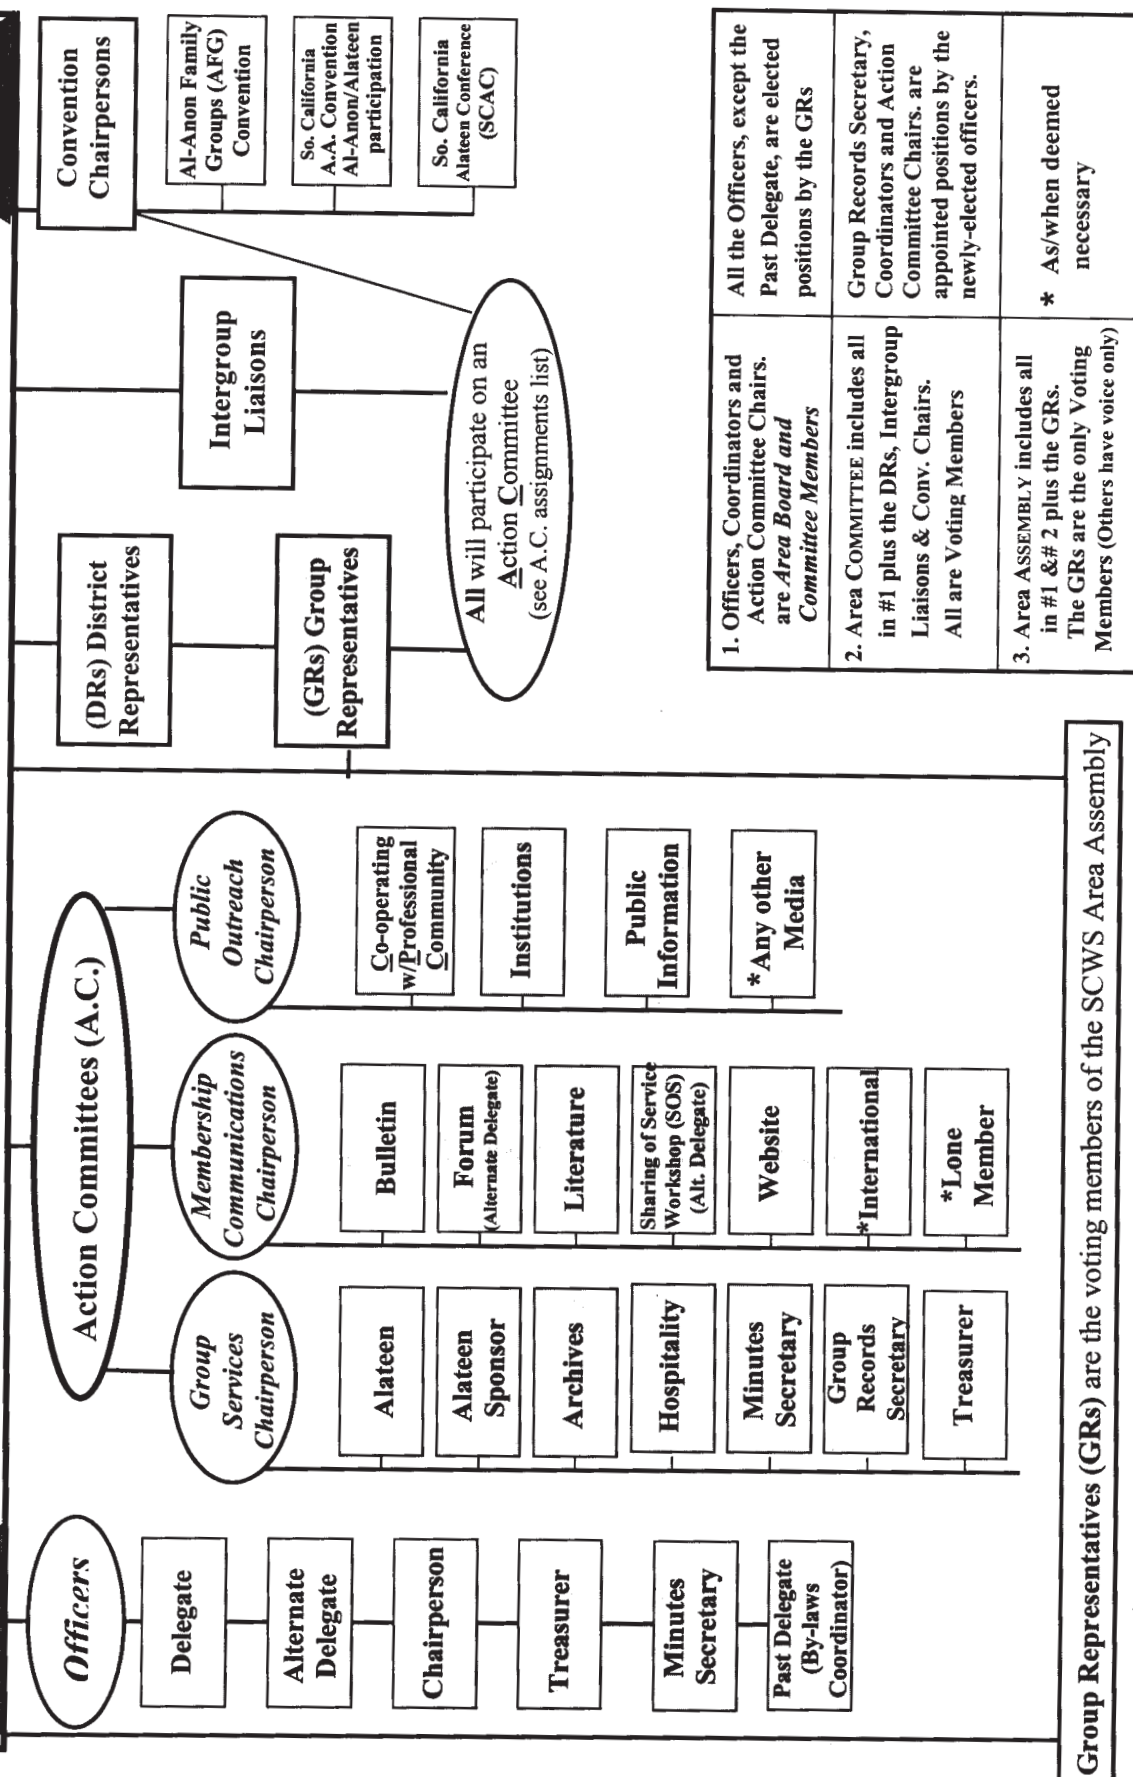 Officers
Delegate
Alternate
Delegate
Chairperson
Treasurer
Minutes
Secretary
Past Delegate
(By-laws
Coordinator)
Action Committees (A.C.)
Group
Services
Chairperson
Alateen
Alateen
Sponsor
Archives
Hospitality
Minutes
Secretary
Group
Records
Secretary
Treasurer
Membership
Communications
Chairperson
Bulletin
Forum
(Alternate Delegate)
Literature
Sharing of Service
Workshop (SOS)
(Alt. Delegate)
Website
*International
*Lone
Member
Public
Outreach
Chairperson
Co-operating
w/Professional
Community
Institutions
Public
Information
*Any other
Media
(DRs) District
Representatives
(GRs) Group
Representatives
Intergroup
Liaisons
Convention
Chairpersons
Al-Anon Family
Groups (AFG)
Convention
So. California
A.A. Convention
Al-Anon/Alateen
participation
So. California
Alateen Conference
(SCAC)
All will participate on an
Action Committee
(see A.C. assignments list)
1. Officers, Coordinators and
Action Committee Chairs.
are Area Board and
Committee Members
All the Officers, except the
Past Delegate, are elected
positions by the GRs
2. Area COMMITTEE includes all
in #1 plus the DRs, Intergroup
Liaisons & Conv. Chairs.
All are Voting Members
Group Records Secretary,
Coordinators and Action
Committee Chairs. are
appointed positions by the
newly-elected officers.
3. Area ASSEMBLY includes all
in #1 &# 2 plus the GRs.
The GRs are the only Voting
Members (Others have voice only)
* As/when deemed
necessary
Group Representatives (GRs) are the voting members of the SCWS Area Assembly